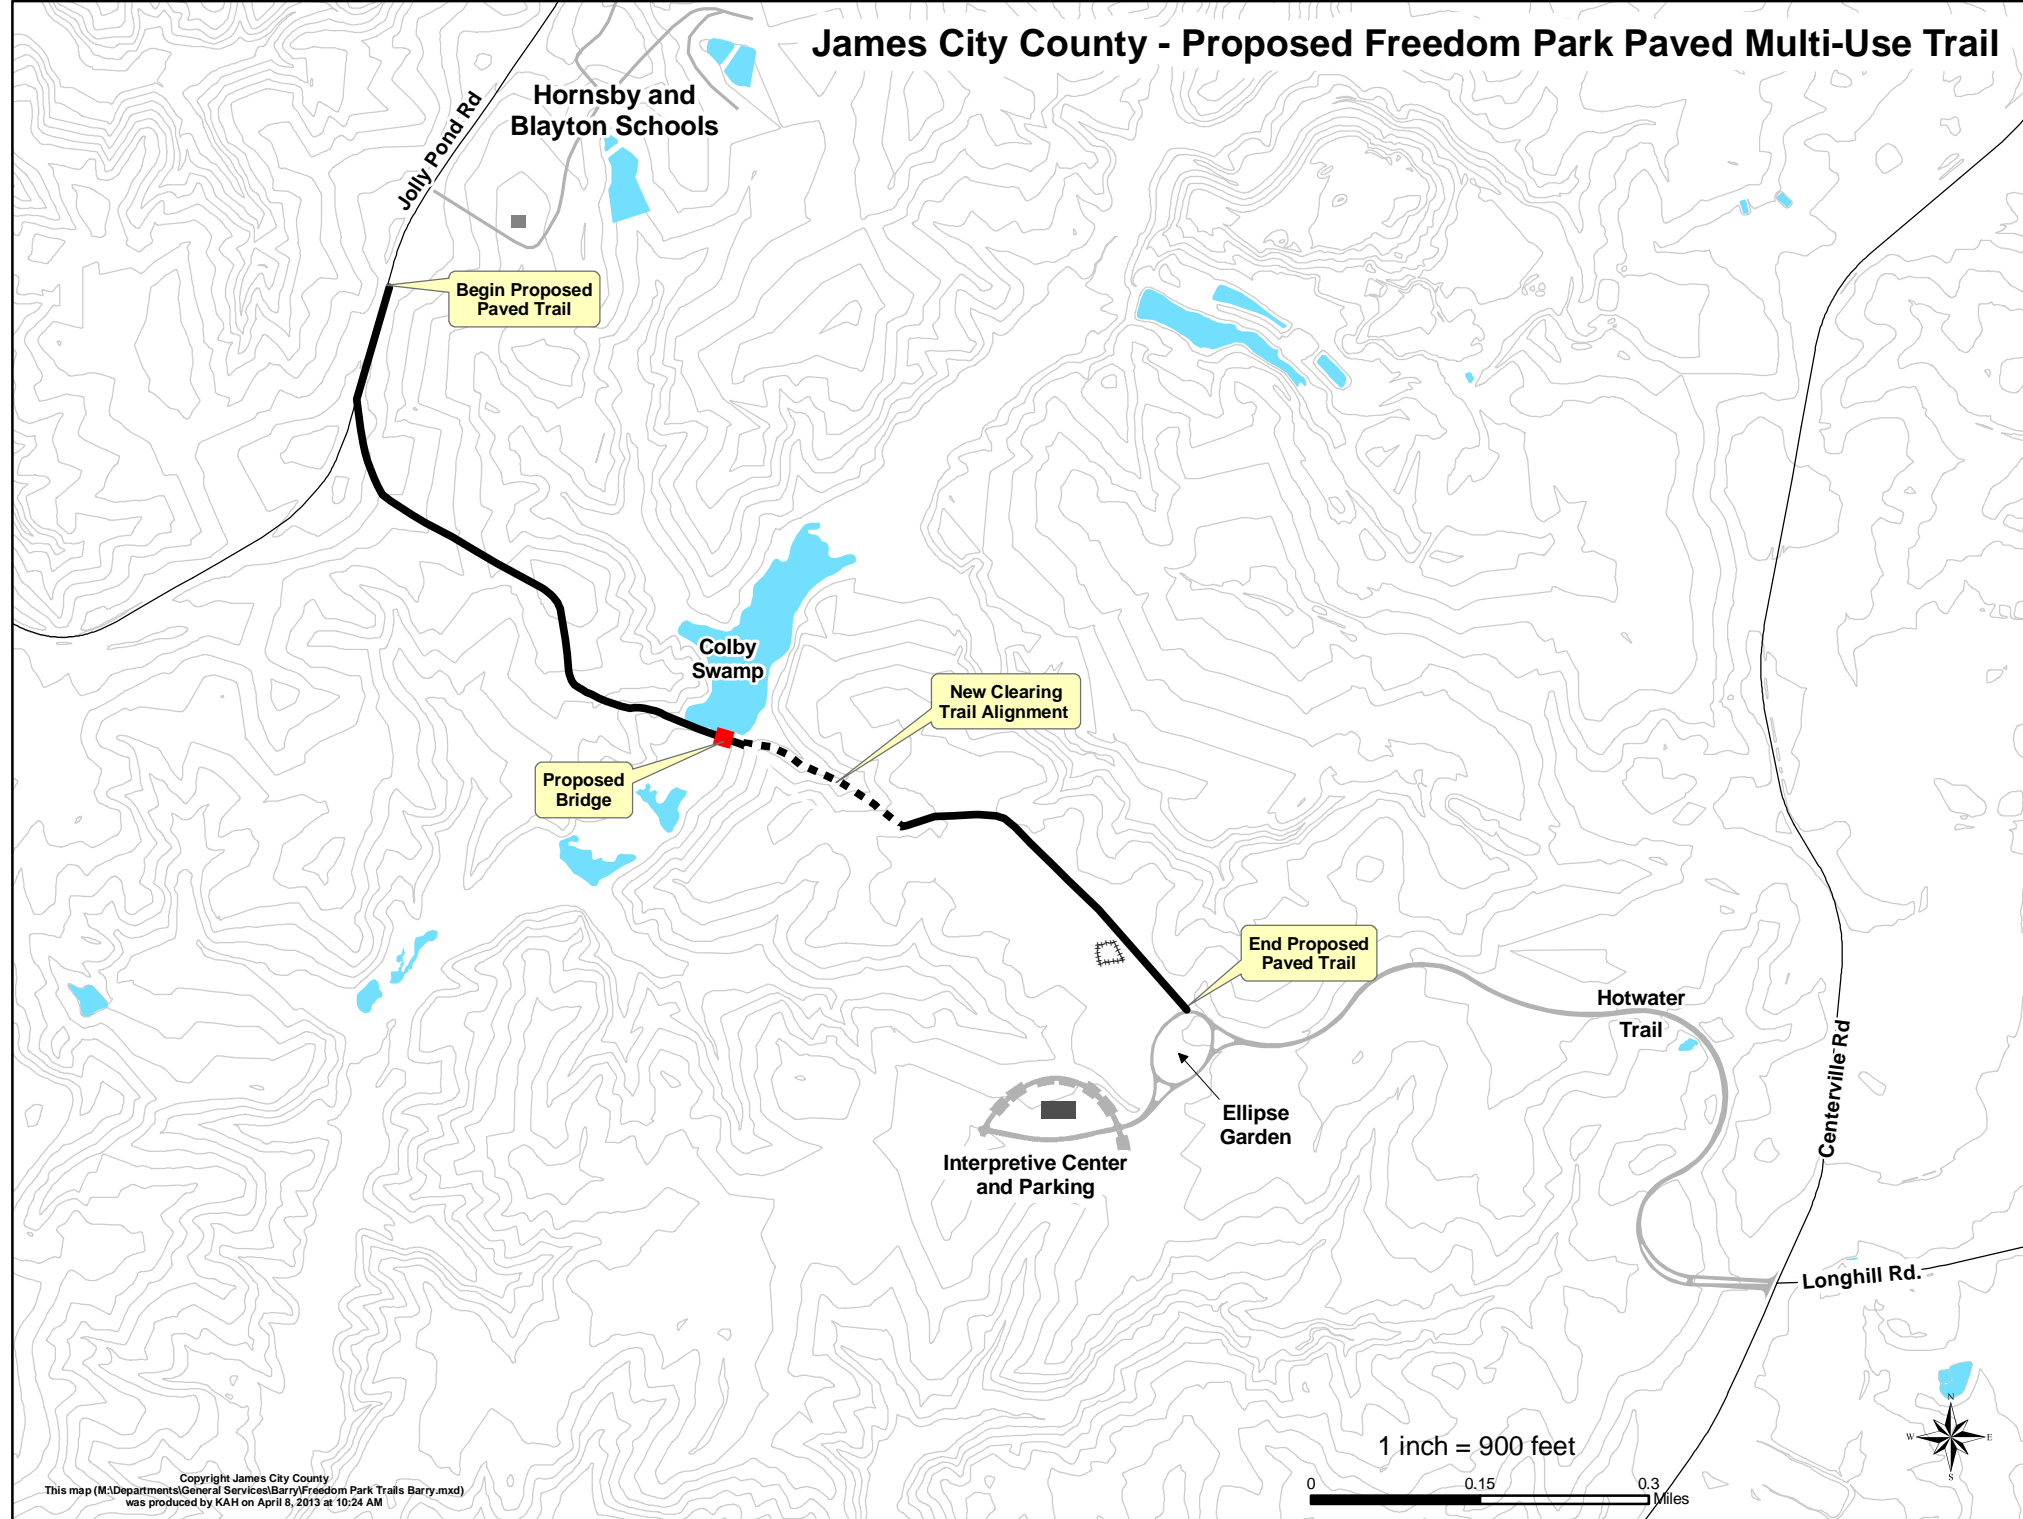 James City County - Proposed Freedom Park Paved Multi-Use Trail
Hornsby and
Blayton Schools
Jolly Pond Rd
Begin Proposed
Paved Trail
Colby
Swamp
New Clearing
Trail Alignment
Proposed
Bridge
End Proposed
Paved Trail
Hotwater
Trail
Centerville Rd
Ellipse
Garden
Interpretive Center
and Parking
Longhill Rd.
N
W
E
S
1 inch = 900 feet
0 0.15 0.3
Miles
Copyright James City County
This map (M:\Departments\General Services\Barry\Freedom Park Trails Barry.mxd)
was produced by KAH on April 8, 2013 at 10:24 AM